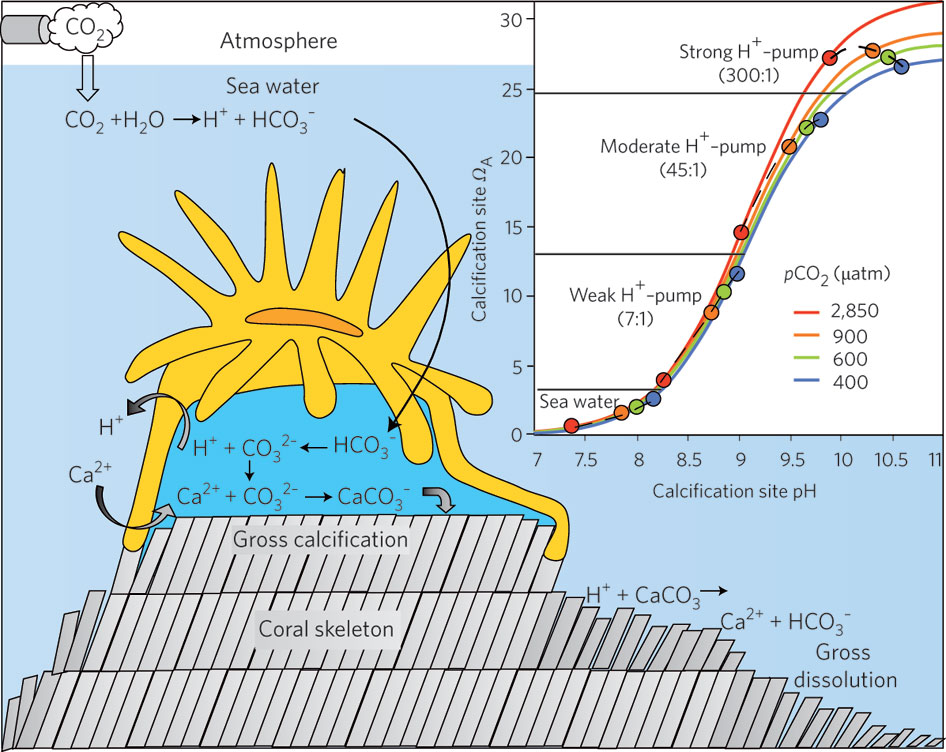 CO₂
Atmosphere
Sea water
CO₂ +H₂O → H⁺ + HCO₃⁻
H⁺
Ca²⁺
H⁺ + CO₃²⁻ ← HCO₃⁻
Ca²⁺ + CO₃²⁻ → CaCO₃⁻
Gross calcification
Coral skeleton
H⁺ + CaCO₃ →
Ca²⁺ + HCO₃⁻
Gross
dissolution
Calcification site Ω_A
30
25
20
15
10
5
0
Strong H⁺–pump
(300:1)
Moderate H⁺–pump
(45:1)
Weak H⁺–pump
(7:1)
Sea water
pCO₂ (µatm)
2,850
900
600
400
7 7.5 8 8.5 9 9.5 10 10.5 11
Calcification site pH